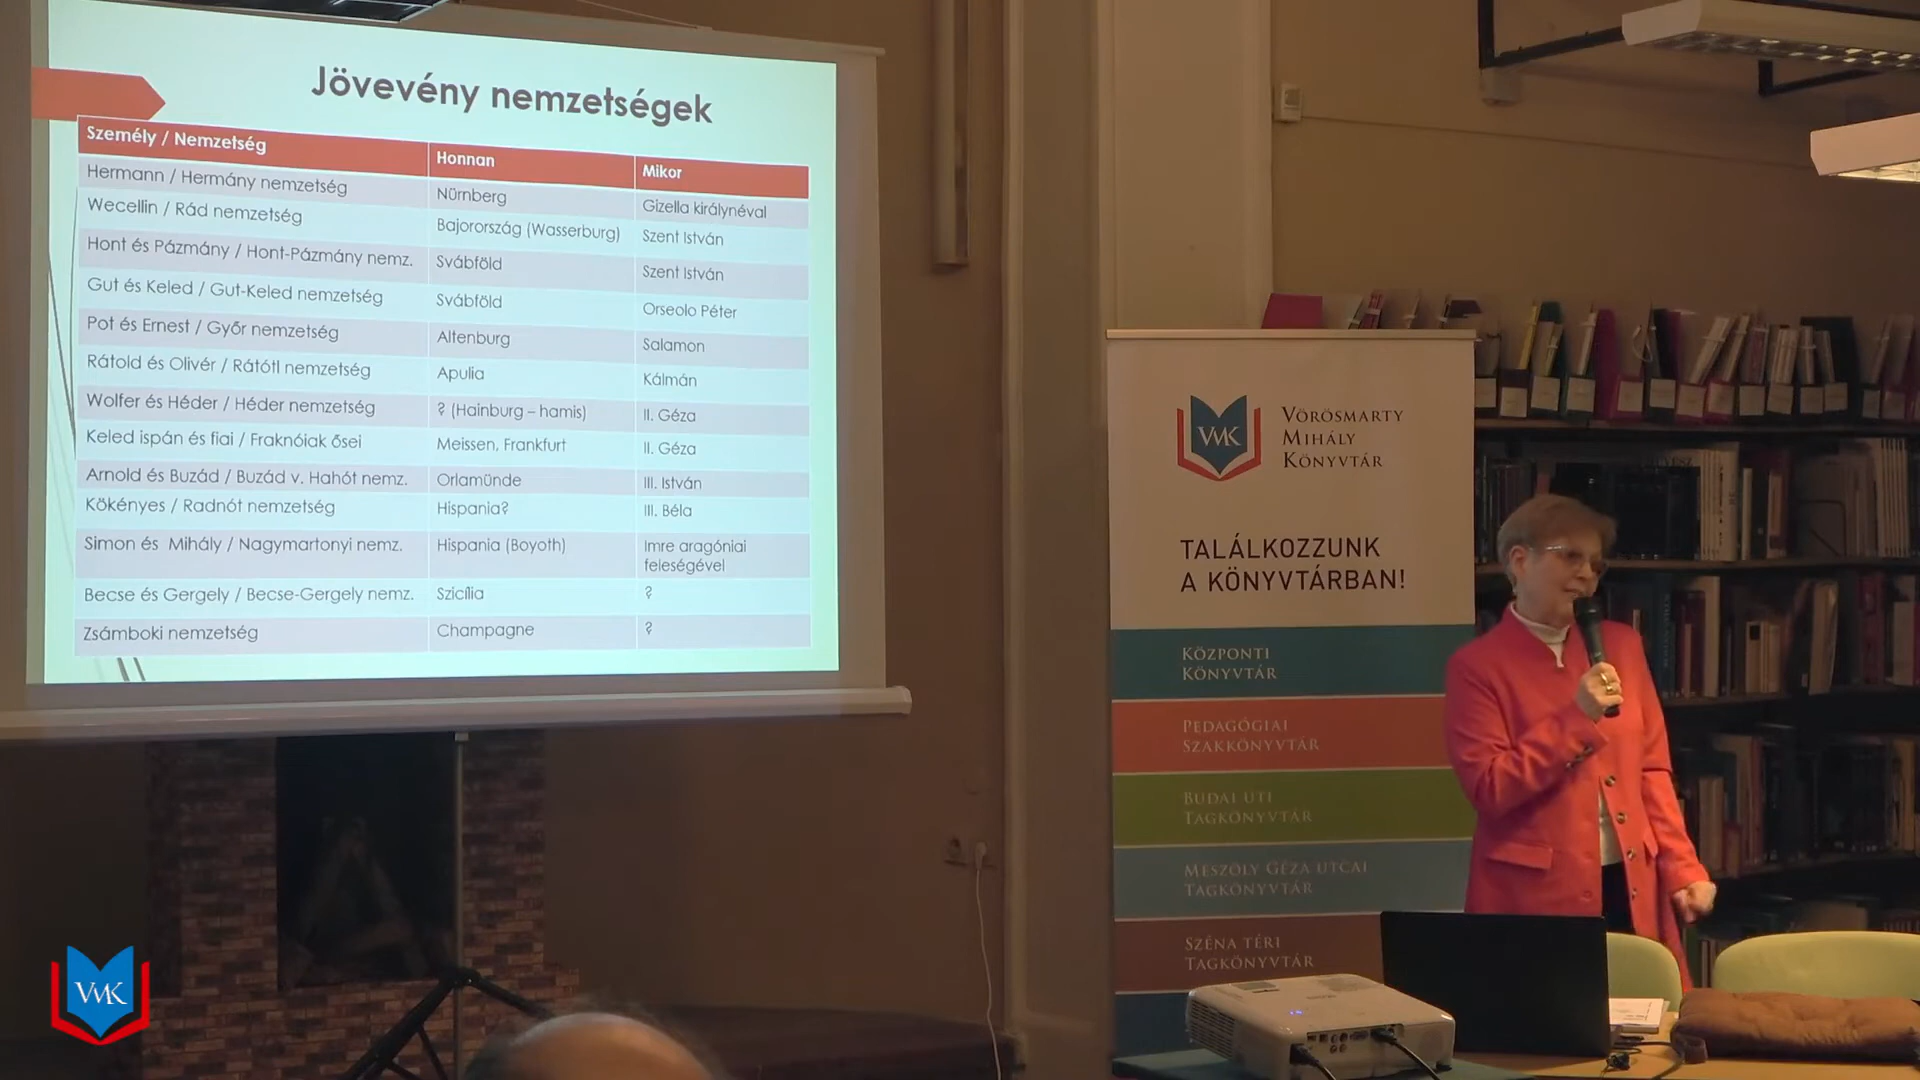 Jövevény nemzetségek
Személy / Nemzetség Honnan Mikor
Hermann / Hermány nemzetség Nürnberg Gizella királynéval
Wecellin / Rád nemzetség Bajorország (Wasserburg) Szent István
Hont és Pázmány / Hont-Pázmány nemz. Svábföld Szent István
Gut és Keled / Gut-Keled nemzetség Svábföld Orseolo Péter
Pot és Ernest / Győr nemzetség Altenburg Salamon
Rátold és Olivér / Rátótl nemzetség Apulia Kálmán
Wolfer és Héder / Héder nemzetség ? (Hainburg – hamis) II. Géza
Keled ispán és fiai / Fraknóiak ősei Meissen, Frankfurt II. Géza
Arnold és Buzád / Buzád v. Hahót nemz. Orlamünde III. István
Kökényes / Radnót nemzetség Hispania? III. Béla
Simon és Mihály / Nagymartonyi nemz. Hispania (Boyoth) Imre aragóniai
feleségével
Becse és Gergely / Becse-Gergely nemz. Szicília ?
Zsámboki nemzetség Champagne ?
VMK
Vörösmarty
Mihály
Könyvtár
TALÁLKOZZUNK
A KÖNYVTÁRBAN!
Központi
Könyvtár
Pedagógiai
Szakkönyvtár
Budai úti
Tagkönyvtár
Mészöly Géza utcai
Tagkönyvtár
Széna téri
Tagkönyvtár
VMK